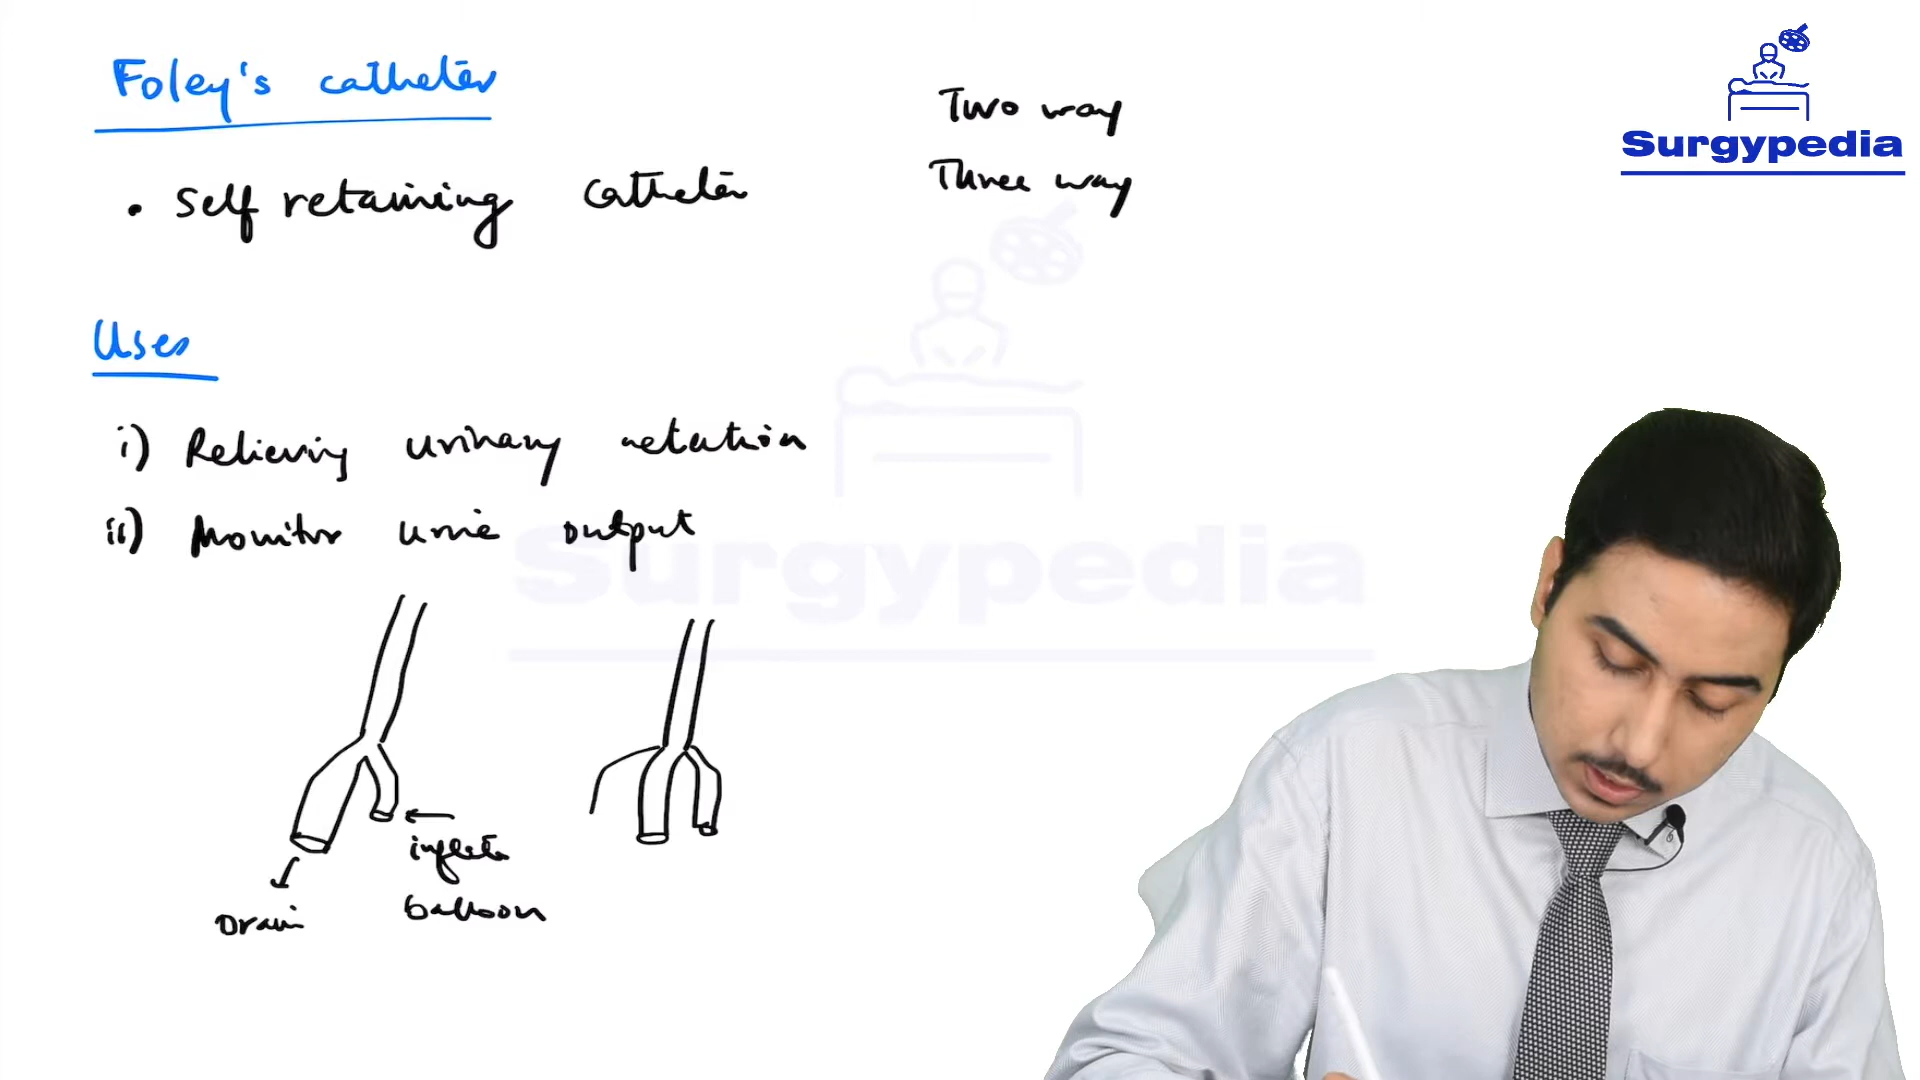 Foley's catheter
• Self retaining catheter
Two way
Three way
Surgypedia
Uses
i) Relieving urinary retention
ii) Monitor urine output
Surgypedia
inflate
balloon
Drain